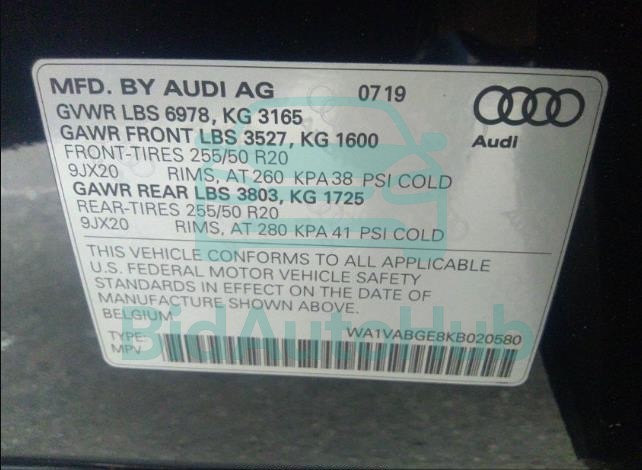 MFD. BY AUDI AG 0719
GVWR LBS 6978, KG 3165
GAWR FRONT LBS 3527, KG 1600
FRONT-TIRES 255/50 R20
9JX20 RIMS, AT 260 KPA 38 PSI COLD
GAWR REAR LBS 3803, KG 1725
REAR-TIRES 255/50 R20
9JX20 RIMS, AT 280 KPA 41 PSI COLD
Audi
THIS VEHICLE CONFORMS TO ALL APPLICABLE
U.S. FEDERAL MOTOR VEHICLE SAFETY
STANDARDS IN EFFECT ON THE DATE OF
MANUFACTURE SHOWN ABOVE.
BELGIUM
TYPE: WA1VABGE8KB020580
MPV
BidAutoHub